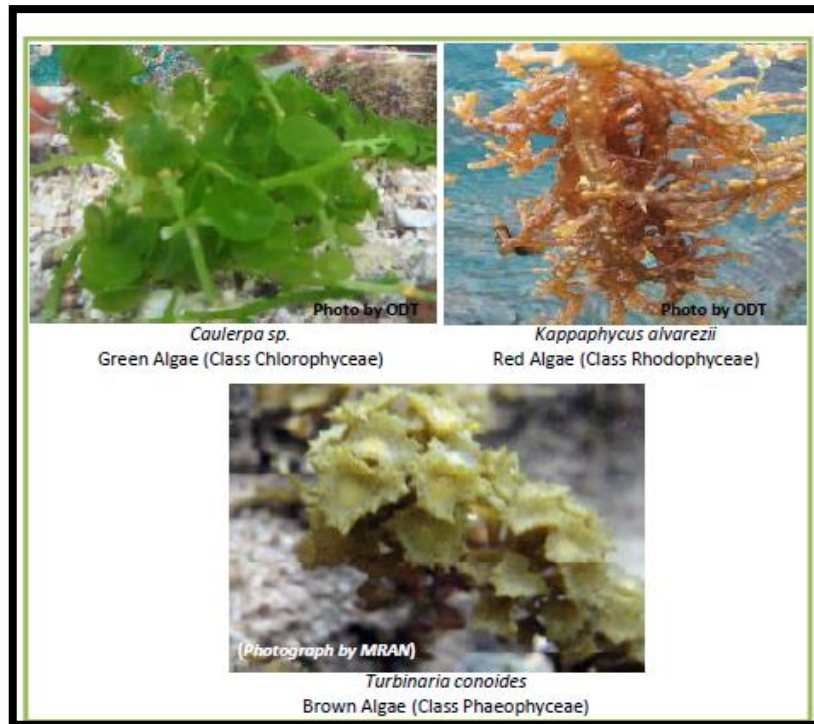 Photo by ODT
Photo by ODT
Caulerpa sp.
Green Algae (Class Chlorophyceae)
Kappaphycus alvarezii
Red Algae (Class Rhodophyceae)
(Photograph by MRAN)
Turbinaria conoides
Brown Algae (Class Phaeophyceae)